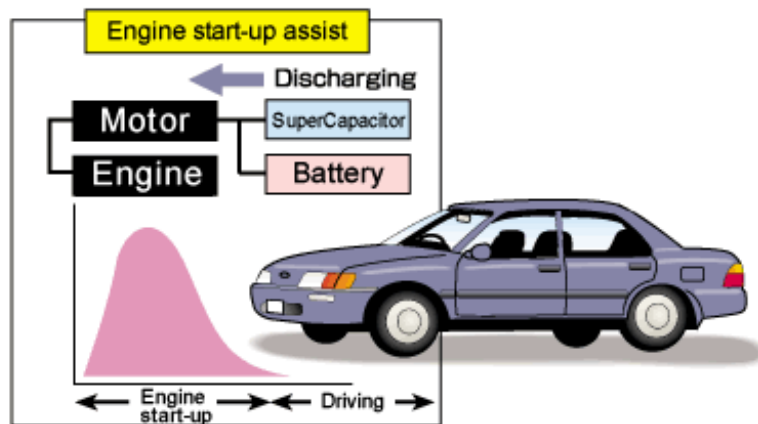 Engine start-up assist
Discharging
Motor
SuperCapacitor
Engine
Battery
Engine
start-up
Driving